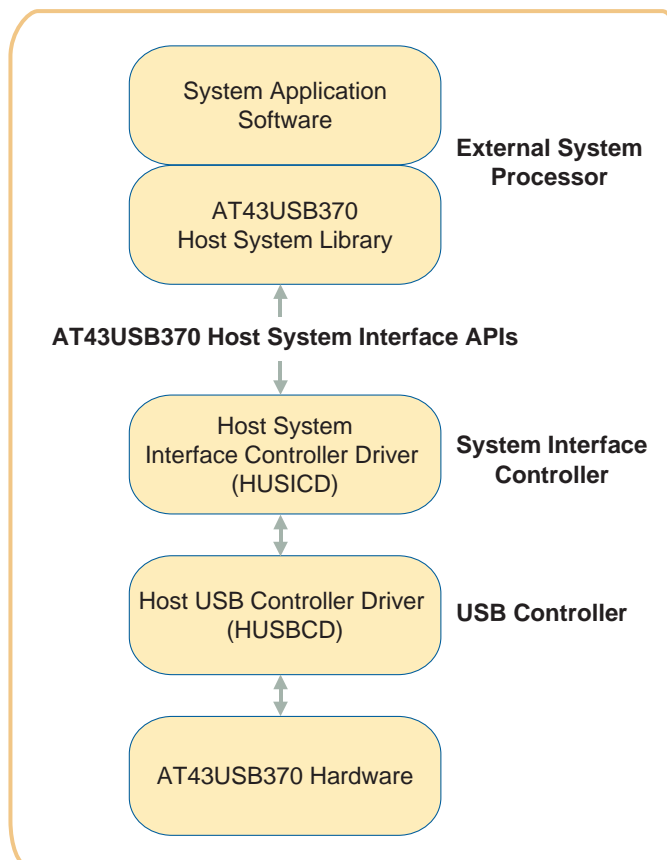 System Application
Software
External System
Processor
AT43USB370
Host System Library
AT43USB370 Host System Interface APIs
Host System
Interface Controller Driver
(HUSICD)
System Interface
Controller
Host USB Controller Driver
(HUSBCD)
USB Controller
AT43USB370 Hardware